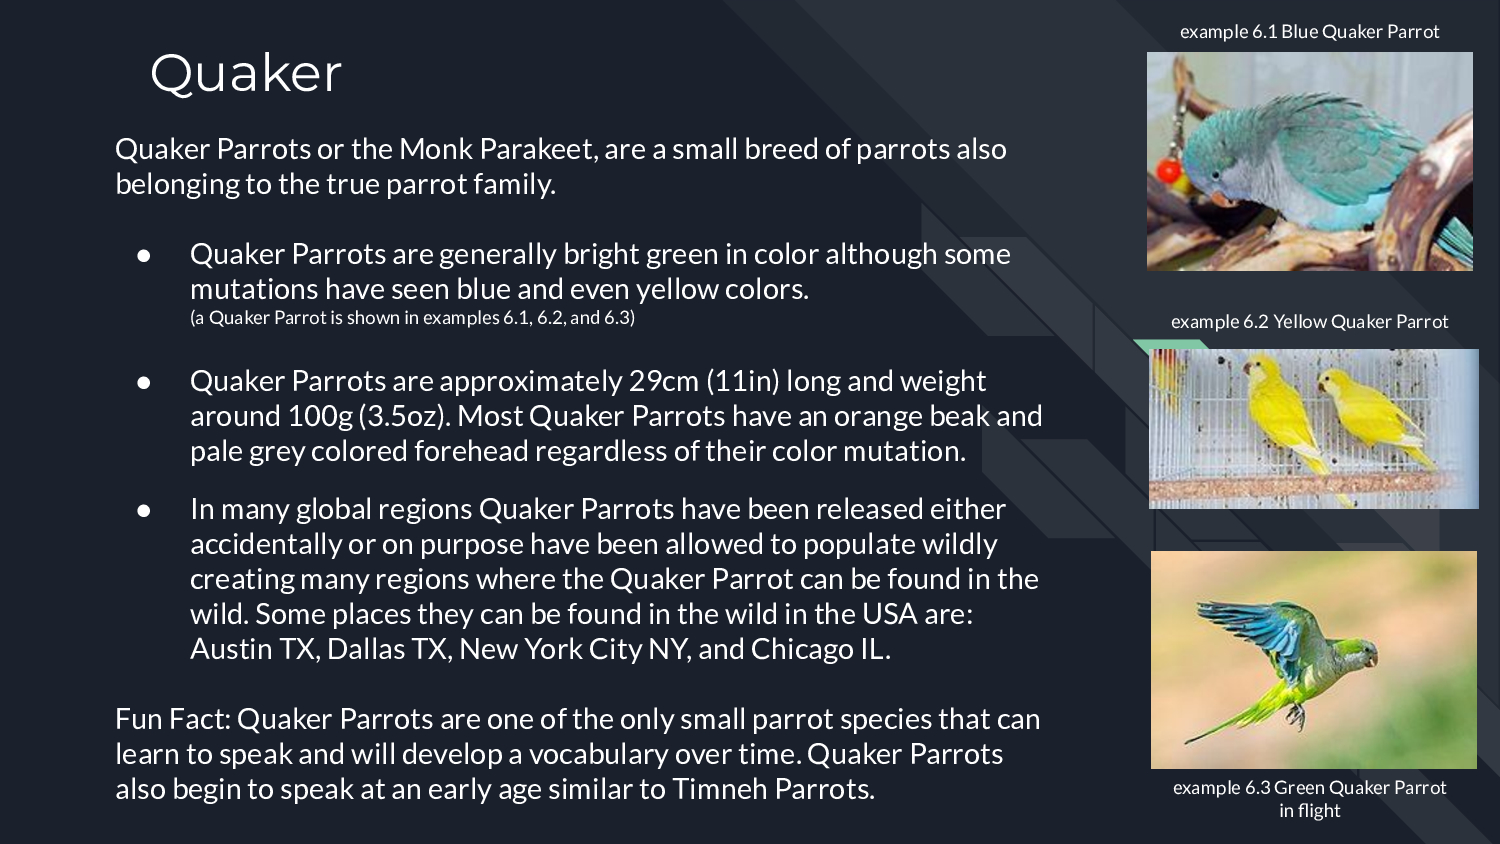 Quaker
Quaker Parrots or the Monk Parakeet, are a small breed of parrots also
belonging to the true parrot family.
● Quaker Parrots are generally bright green in color although some
mutations have seen blue and even yellow colors.
(a Quaker Parrot is shown in examples 6.1, 6.2, and 6.3)
● Quaker Parrots are approximately 29cm (11in) long and weight
around 100g (3.5oz). Most Quaker Parrots have an orange beak and
pale grey colored forehead regardless of their color mutation.
● In many global regions Quaker Parrots have been released either
accidentally or on purpose have been allowed to populate wildly
creating many regions where the Quaker Parrot can be found in the
wild. Some places they can be found in the wild in the USA are:
Austin TX, Dallas TX, New York City NY, and Chicago IL.
Fun Fact: Quaker Parrots are one of the only small parrot species that can
learn to speak and will develop a vocabulary over time. Quaker Parrots
also begin to speak at an early age similar to Timneh Parrots.
example 6.1 Blue Quaker Parrot
example 6.2 Yellow Quaker Parrot
example 6.3 Green Quaker Parrot
in flight